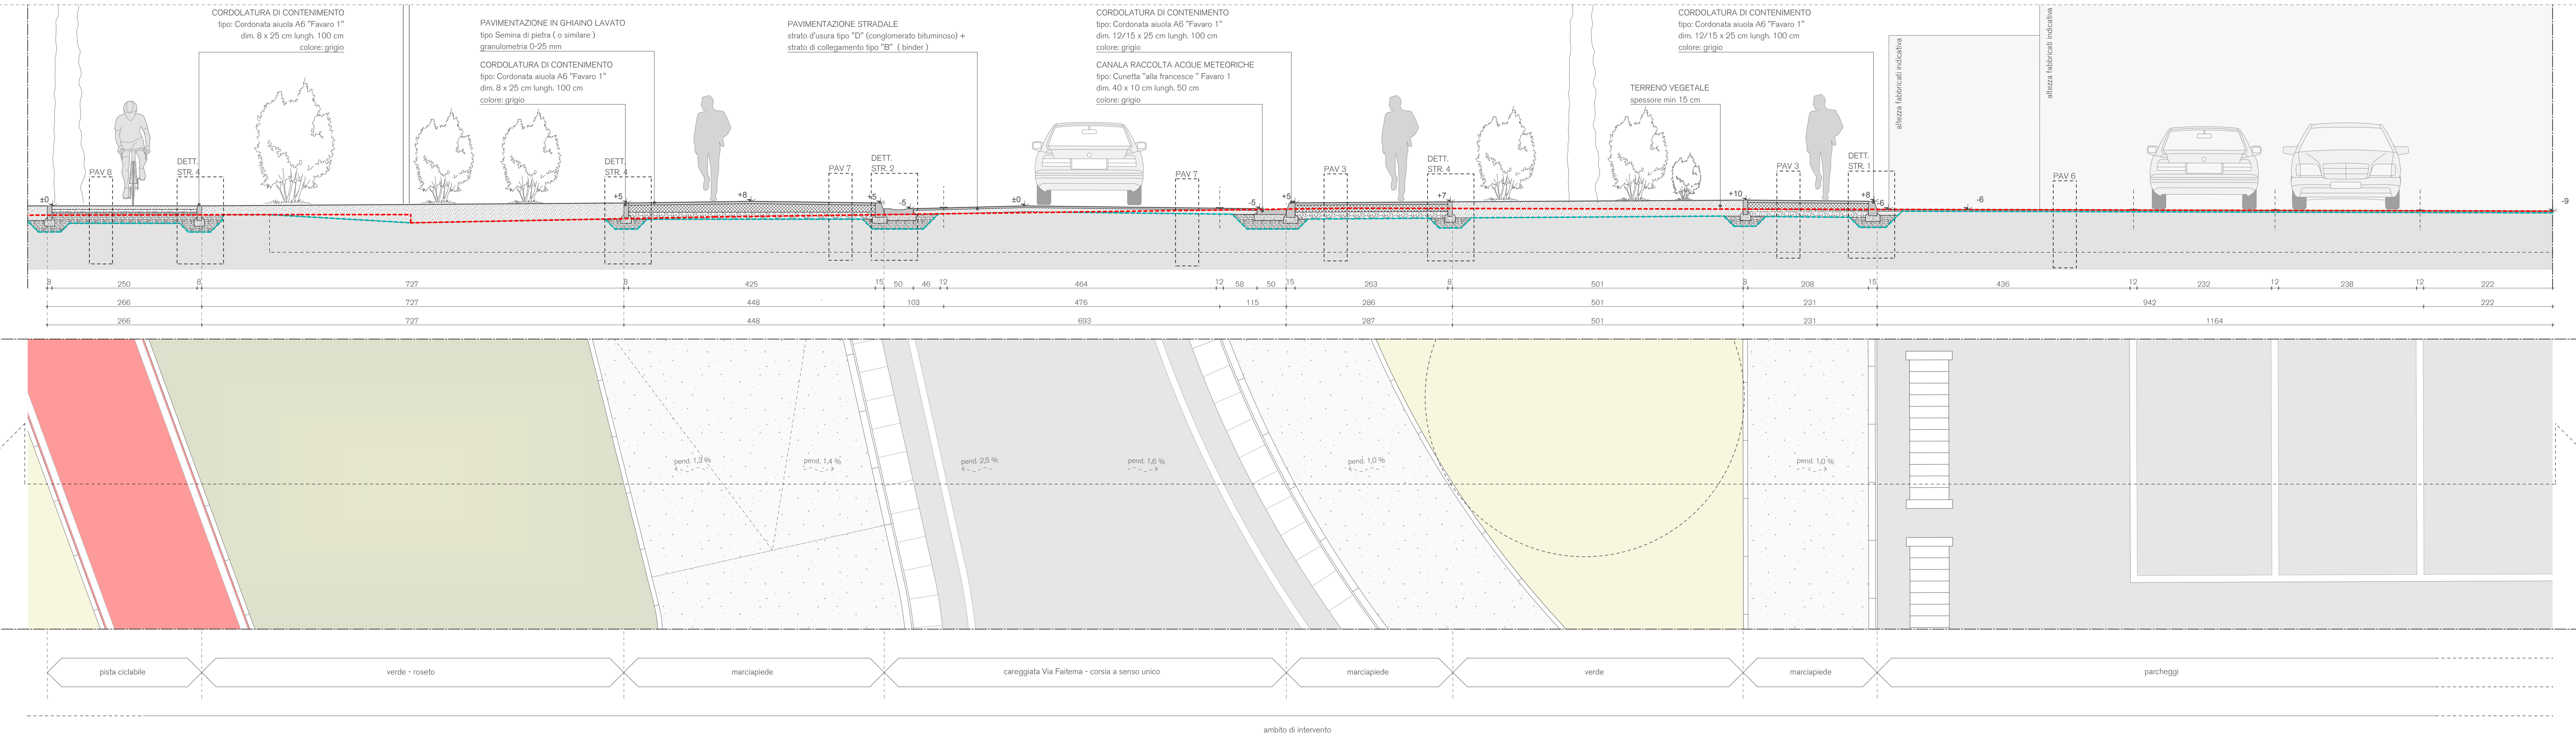 CORDOLATURA DI CONTENIMENTO
tipo: Cordonata aiuola A6 "Favaro 1"
dim. 8 x 25 cm lungh. 100 cm
colore: grigio
PAVIMENTAZIONE IN GHIAINO LAVATO
tipo Semina di pietra ( o similare )
granulometria 0-25 mm
CORDOLATURA DI CONTENIMENTO
tipo: Cordonata aiuola A6 "Favaro 1"
dim. 8 x 25 cm lungh. 100 cm
colore: grigio
PAVIMENTAZIONE STRADALE
strato d'usura tipo "D" (conglomerato bituminoso) +
strato di collegamento tipo "B" ( binder )
CORDOLATURA DI CONTENIMENTO
tipo: Cordonata aiuola A6 "Favaro 1"
dim. 12/15 x 25 cm lungh. 100 cm
colore: grigio
CANALA RACCOLTA ACQUE METEORICHE
tipo: Cunetta "alla francesce " Favaro 1
dim. 40 x 10 cm lungh. 50 cm
colore: grigio
TERRENO VEGETALE
spessore min 15 cm
CORDOLATURA DI CONTENIMENTO
tipo: Cordonata aiuola A6 "Favaro 1"
dim. 12/15 x 25 cm lungh. 100 cm
colore: grigio
altezza fabbricati indicativa
altezza fabbricati indicativa
PAV 8
DETT.
STR. 4
DETT.
STR. 4
PAV 7
DETT.
STR. 2
PAV 7
PAV 3
DETT.
STR. 4
PAV 3
DETT.
STR. 1
PAV 6
±0
+5
+8
+5
-5
±0
-5
+5
+7
+10
+8
-6
-6
-9
8 250 8 727 8 425 15 50 46 12 464 12 58 50 15 263 8 501 8 208 15 436 12 232 12 238 12 222
266 727 448 103 476 115 286 501 231 942 222
266 727 448 693 287 501 231 1164
pend. 1,3 %
pend. 1,4 %
pend. 2,5 %
pend. 1,6 %
pend. 1,0 %
pend. 1,0 %
pista ciclabile
verde - roseto
marciapiede
careggiata Via Faitema - corsia a senso unico
marciapiede
verde
marciapiede
parcheggi
ambito di intervento